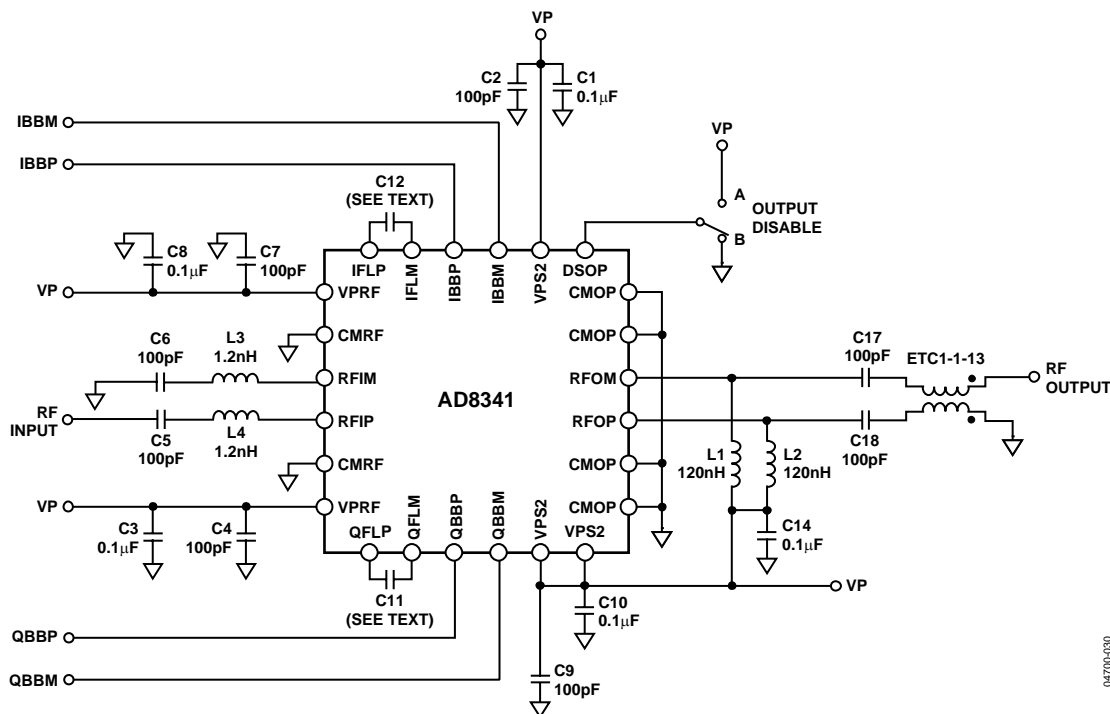 VP
C2
100pF
C1
0.1μF
IBBM
IBBP
VP
C12
(SEE TEXT)
A
OUTPUT
DISABLE
B
C8
0.1μF
C7
100pF
IFLP
IFLM
IBBP
IBBM
VPS2
DSOP
VP
VPRF
CMOP
CMRF
CMOP
C6
100pF
L3
1.2nH
RFIM
RFOM
C17
100pF
ETC1-1-13
RF
OUTPUT
AD8341
RF
INPUT
C5
100pF
L4
1.2nH
RFIP
RFOP
C18
100pF
CMRF
CMOP
L1
120nH
L2
120nH
VP
VPRF
CMOP
C3
0.1μF
C4
100pF
QFLP
QFLM
QBBP
QBBM
VPS2
VPS2
C14
0.1μF
C11
(SEE TEXT)
C10
0.1μF
VP
QBBP
QBBM
C9
100pF
04700-030